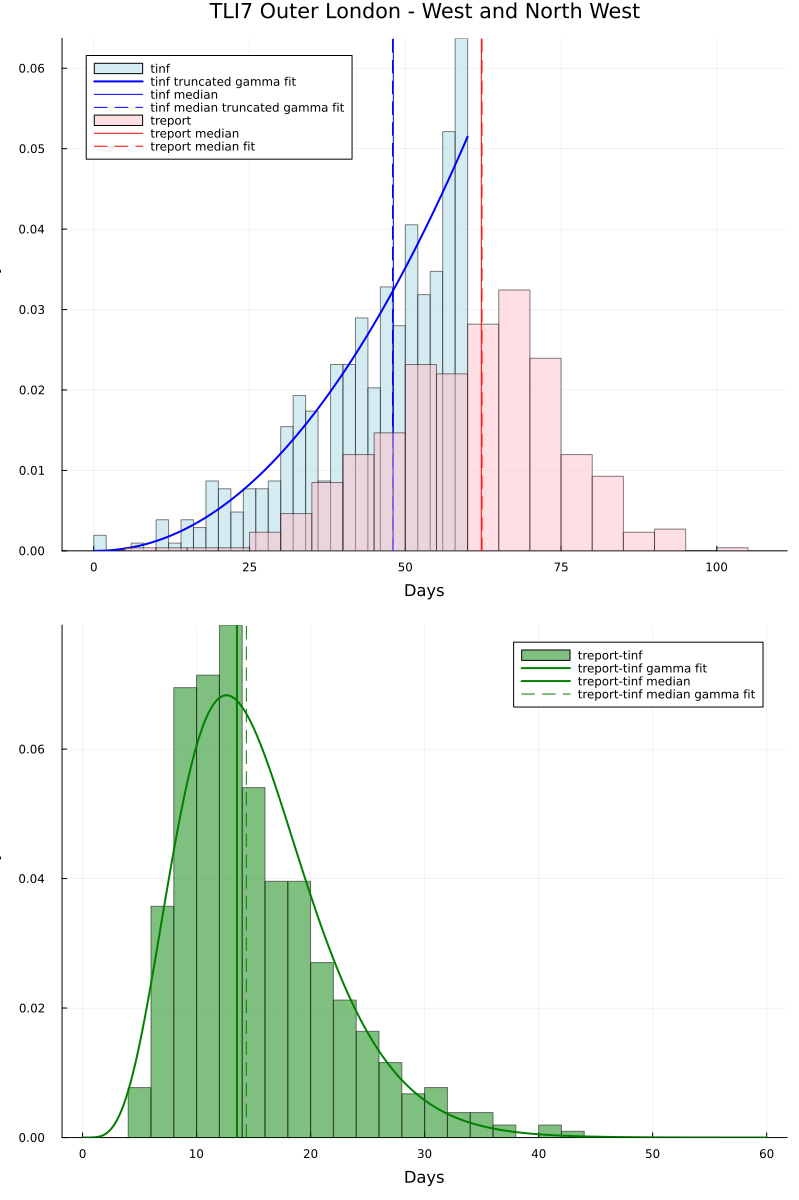 TLI7 Outer London - West and North West
tinf
tinf truncated gamma fit
tinf median
tinf median truncated gamma fit
treport
treport median
treport median fit
0.06
0.05
0.04
0.03
0.02
0.01
0.00
0 25 50 75 100
Days
treport-tinf
treport-tinf gamma fit
treport-tinf median
treport-tinf median gamma fit
0.06
0.04
0.02
0.00
0 10 20 30 40 50 60
Days